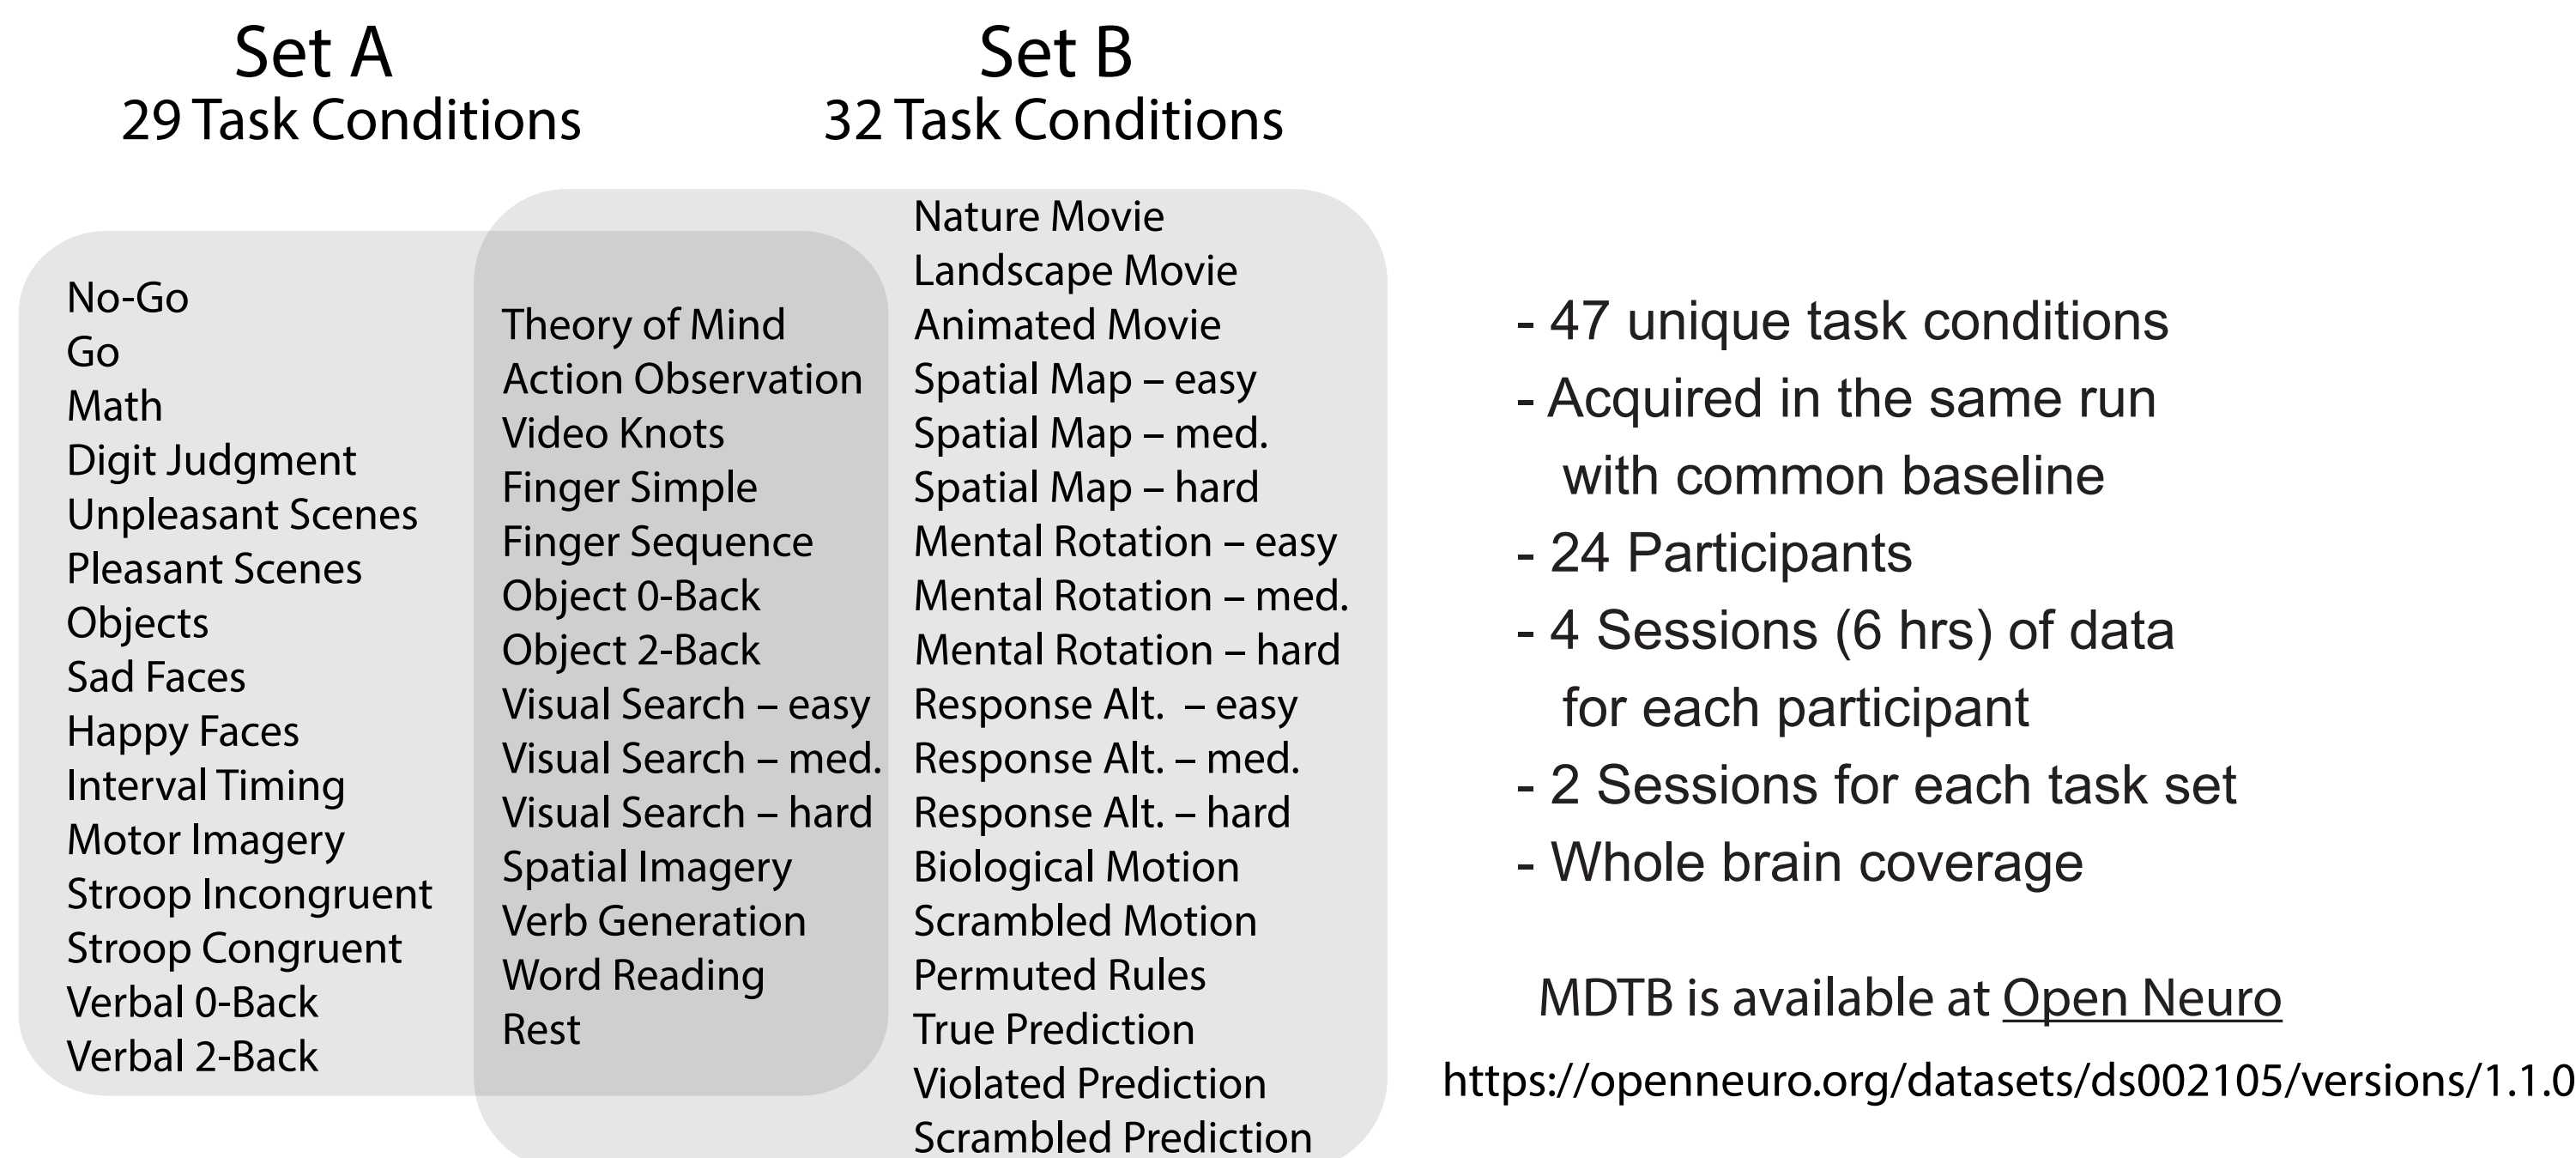 Set A
29 Task Conditions
Set B
32 Task Conditions
No-Go
Go
Math
Digit Judgment
Unpleasant Scenes
Pleasant Scenes
Objects
Sad Faces
Happy Faces
Interval Timing
Motor Imagery
Stroop Incongruent
Stroop Congruent
Verbal 0-Back
Verbal 2-Back
Theory of Mind
Action Observation
Video Knots
Finger Simple
Finger Sequence
Object 0-Back
Object 2-Back
Visual Search – easy
Visual Search – med.
Visual Search – hard
Spatial Imagery
Verb Generation
Word Reading
Rest
Nature Movie
Landscape Movie
Animated Movie
Spatial Map – easy
Spatial Map – med.
Spatial Map – hard
Mental Rotation – easy
Mental Rotation – med.
Mental Rotation – hard
Response Alt. – easy
Response Alt. – med.
Response Alt. – hard
Biological Motion
Scrambled Motion
Permuted Rules
True Prediction
Violated Prediction
Scrambled Prediction
- 47 unique task conditions
- Acquired in the same run
with common baseline
- 24 Participants
- 4 Sessions (6 hrs) of data
for each participant
- 2 Sessions for each task set
- Whole brain coverage
MDTB is available at Open Neuro
https://openneuro.org/datasets/ds002105/versions/1.1.0